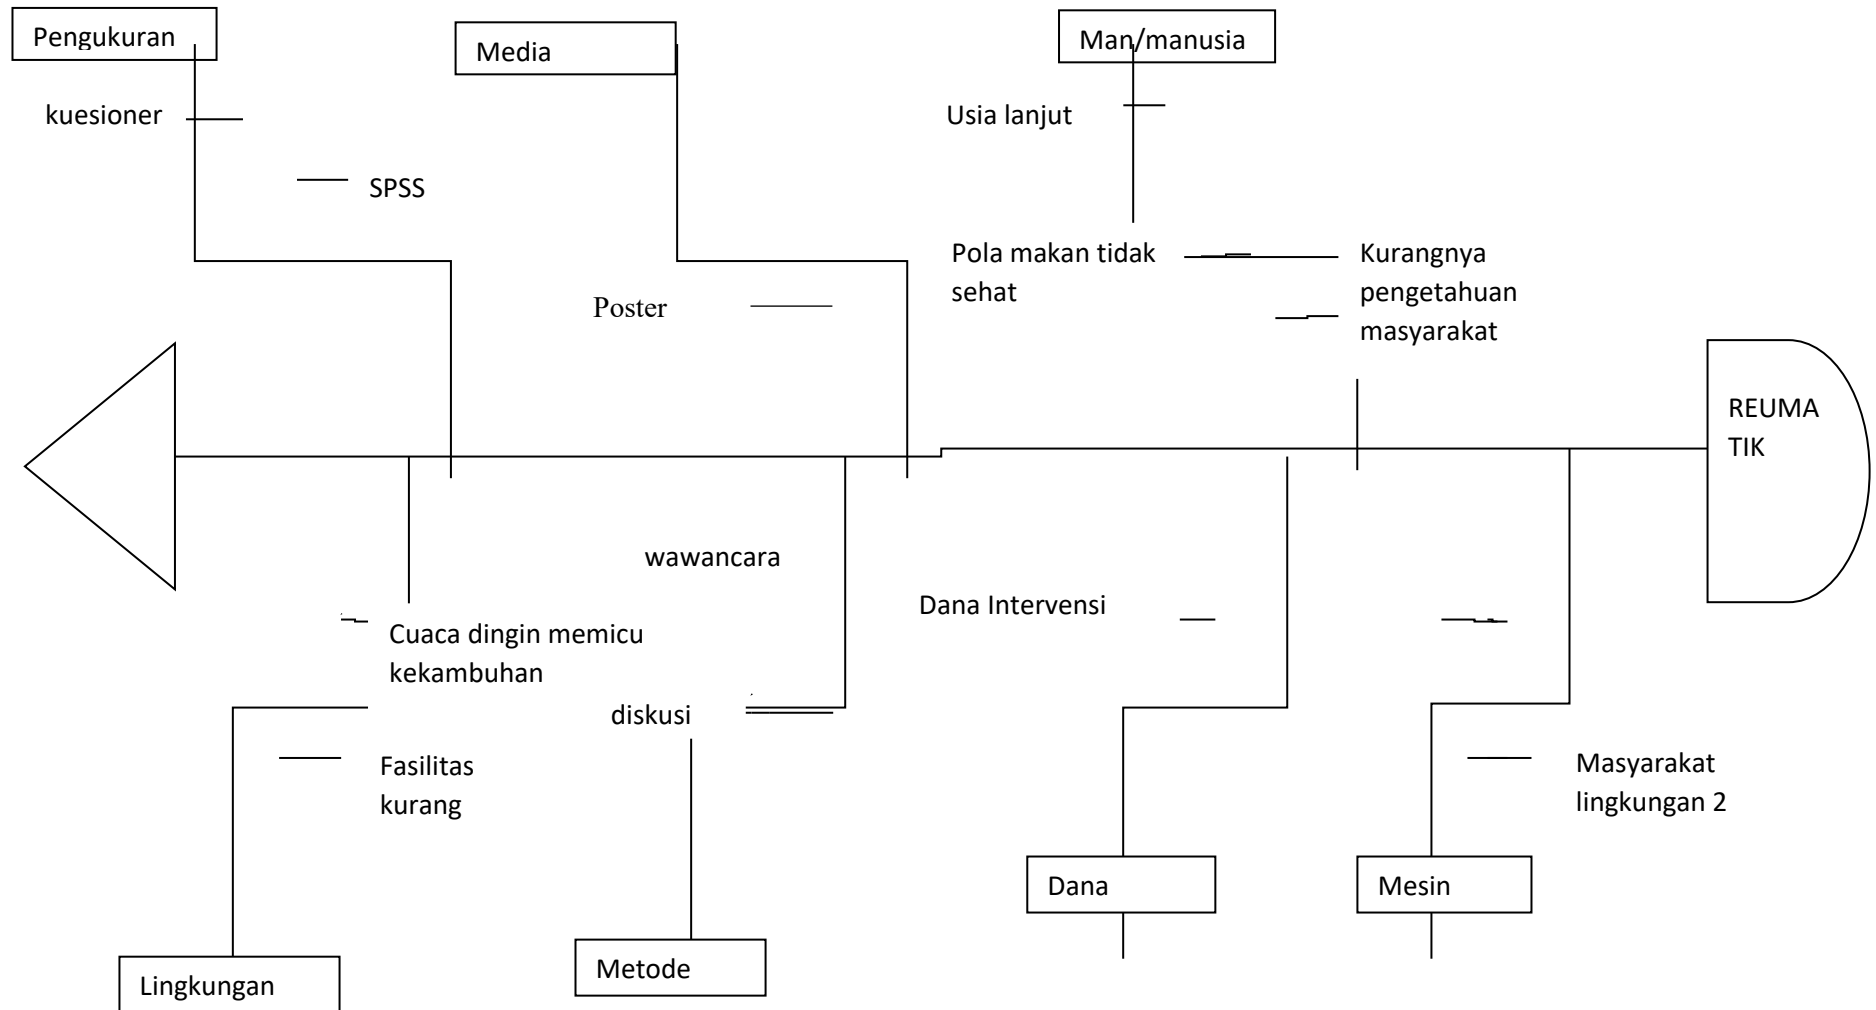 Pengukuran
Media
Man/manusia
kuesioner
Usia lanjut
SPSS
Pola makan tidak
sehat
Kurangnya
pengetahuan
masyarakat
Poster
REUMA
TIK
wawancara
Dana Intervensi
Cuaca dingin memicu
kekambuhan
diskusi
Fasilitas
kurang
Masyarakat
lingkungan 2
Dana
Mesin
Metode
Lingkungan